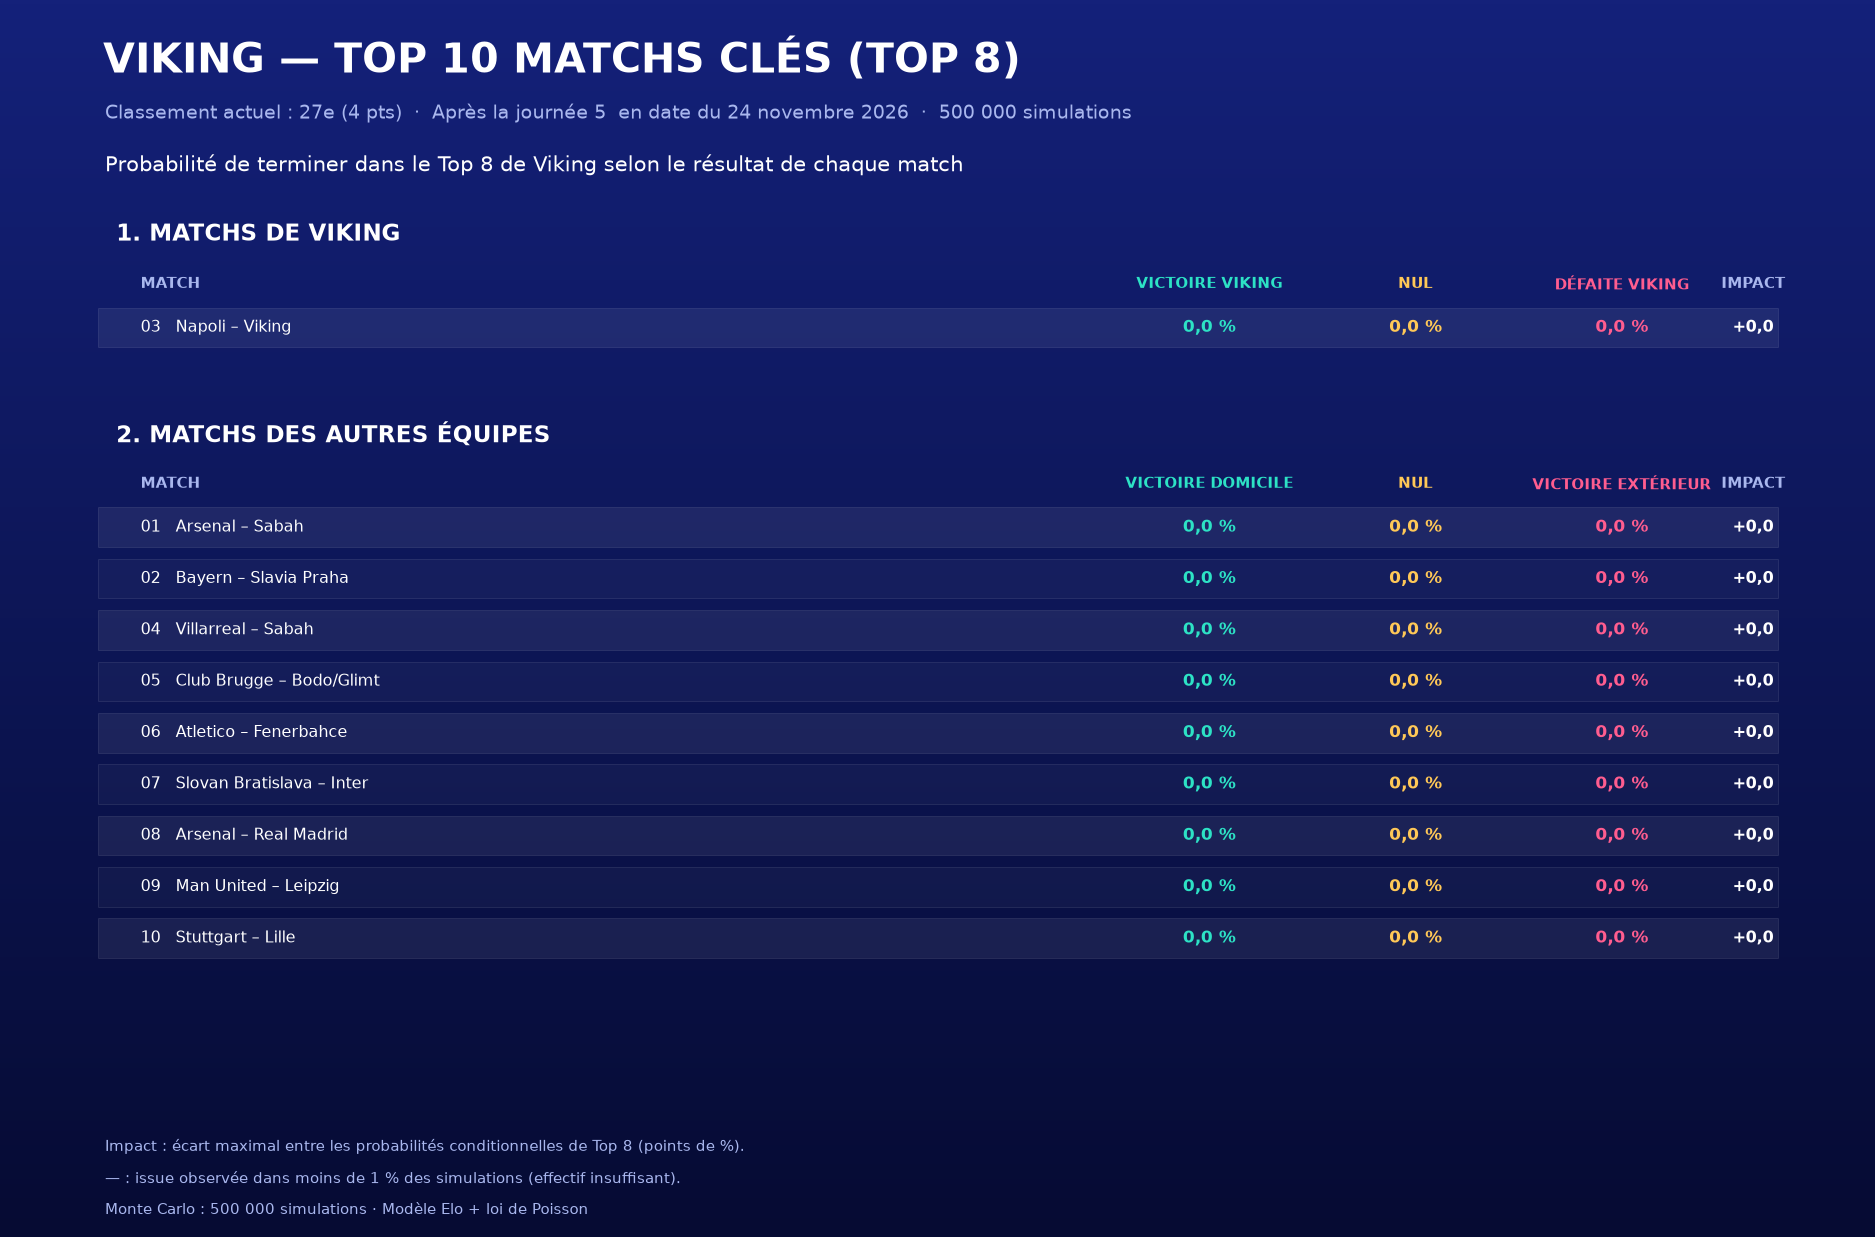 VIKING — TOP 10 MATCHS CLÉS (TOP 8)
Classement actuel : 27e (4 pts) · Après la journée 5 en date du 24 novembre 2026 · 500 000 simulations
Probabilité de terminer dans le Top 8 de Viking selon le résultat de chaque match
1. MATCHS DE VIKING
MATCH VICTOIRE VIKING NUL DÉFAITE VIKING IMPACT
03 Napoli – Viking 0,0 % 0,0 % 0,0 % +0,0
2. MATCHS DES AUTRES ÉQUIPES
MATCH VICTOIRE DOMICILE NUL VICTOIRE EXTÉRIEUR IMPACT
01 Arsenal – Sabah 0,0 % 0,0 % 0,0 % +0,0
02 Bayern – Slavia Praha 0,0 % 0,0 % 0,0 % +0,0
04 Villarreal – Sabah 0,0 % 0,0 % 0,0 % +0,0
05 Club Brugge – Bodo/Glimt 0,0 % 0,0 % 0,0 % +0,0
06 Atletico – Fenerbahce 0,0 % 0,0 % 0,0 % +0,0
07 Slovan Bratislava – Inter 0,0 % 0,0 % 0,0 % +0,0
08 Arsenal – Real Madrid 0,0 % 0,0 % 0,0 % +0,0
09 Man United – Leipzig 0,0 % 0,0 % 0,0 % +0,0
10 Stuttgart – Lille 0,0 % 0,0 % 0,0 % +0,0
Impact : écart maximal entre les probabilités conditionnelles de Top 8 (points de %).
— : issue observée dans moins de 1 % des simulations (effectif insuffisant).
Monte Carlo : 500 000 simulations · Modèle Elo + loi de Poisson